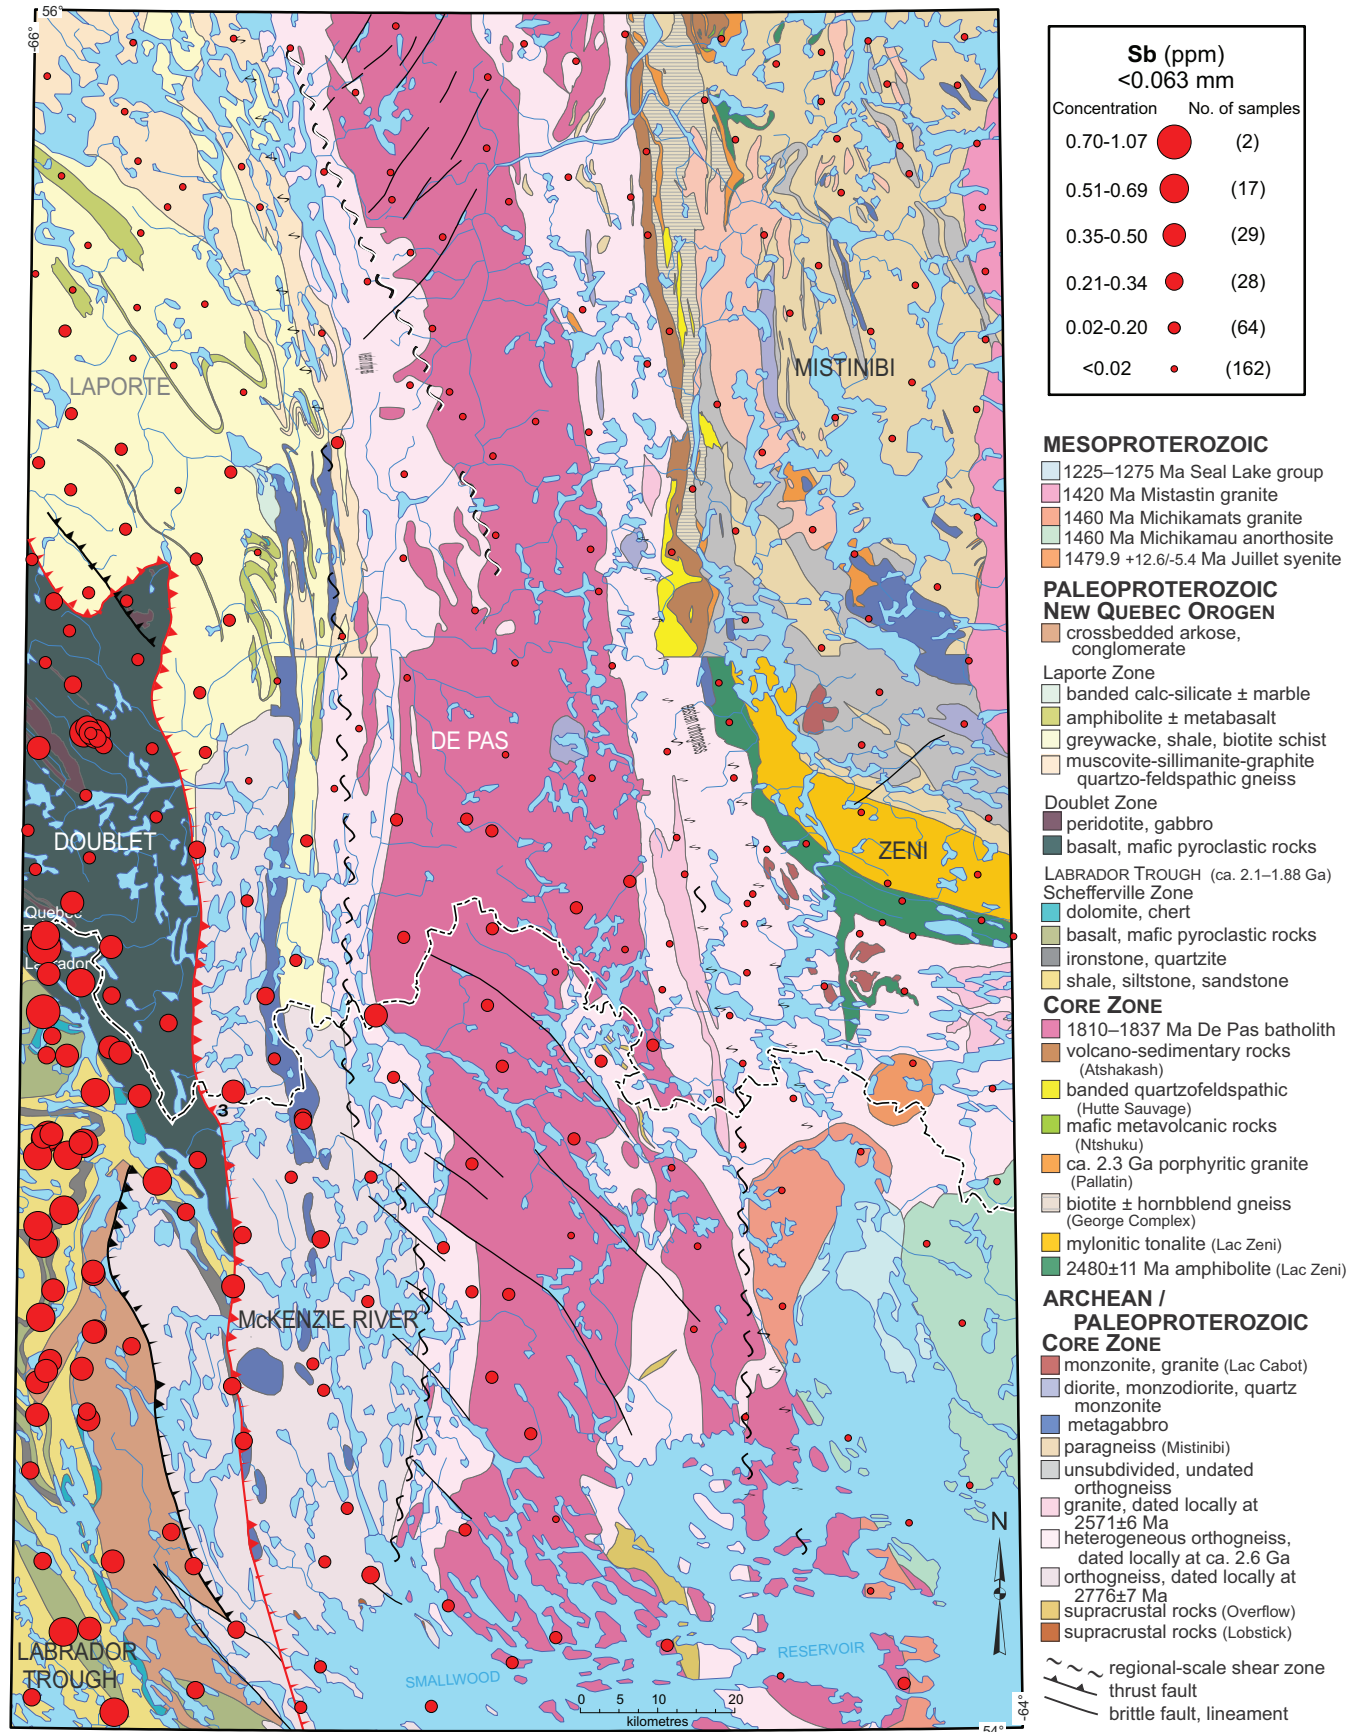 56°
-66°
LAPORTE
MISTINIBI
DE PAS
DOUBLET
ZENI
Quebec
Labrador
3
McKENZIE RIVER
LABRADOR
TROUGH
SMALLWOOD
RESERVOIR
0 5 10 20
kilometres
N
-64°
54°
Sb (ppm)
<0.063 mm
Concentration No. of samples
0.70-1.07 (2)
0.51-0.69 (17)
0.35-0.50 (29)
0.21-0.34 (28)
0.02-0.20 (64)
<0.02 (162)
MESOPROTEROZOIC
1225–1275 Ma Seal Lake group
1420 Ma Mistastin granite
1460 Ma Michikamats granite
1460 Ma Michikamau anorthosite
1479.9 +12.6/-5.4 Ma Juillet syenite
PALEOPROTEROZOIC
NEW QUEBEC OROGEN
crossbedded arkose,
conglomerate
Laporte Zone
banded calc-silicate ± marble
amphibolite ± metabasalt
greywacke, shale, biotite schist
muscovite-sillimanite-graphite
quartzo-feldspathic gneiss
Doublet Zone
peridotite, gabbro
basalt, mafic pyroclastic rocks
LABRADOR TROUGH (ca. 2.1–1.88 Ga)
Schefferville Zone
dolomite, chert
basalt, mafic pyroclastic rocks
ironstone, quartzite
shale, siltstone, sandstone
CORE ZONE
1810–1837 Ma De Pas batholith
volcano-sedimentary rocks
(Atshakash)
banded quartzofeldspathic
(Hutte Sauvage)
mafic metavolcanic rocks
(Ntshuku)
ca. 2.3 Ga porphyritic granite
(Pallatin)
biotite ± hornbblend gneiss
(George Complex)
mylonitic tonalite (Lac Zeni)
2480±11 Ma amphibolite (Lac Zeni)
ARCHEAN /
PALEOPROTEROZOIC
CORE ZONE
monzonite, granite (Lac Cabot)
diorite, monzodiorite, quartz
monzonite
metagabbro
paragneiss (Mistinibi)
unsubdivided, undated
orthogneiss
granite, dated locally at
2571±6 Ma
heterogeneous orthogneiss,
dated locally at ca. 2.6 Ga
orthogneiss, dated locally at
2776±7 Ma
supracrustal rocks (Overflow)
supracrustal rocks (Lobstick)
regional-scale shear zone
thrust fault
brittle fault, lineament